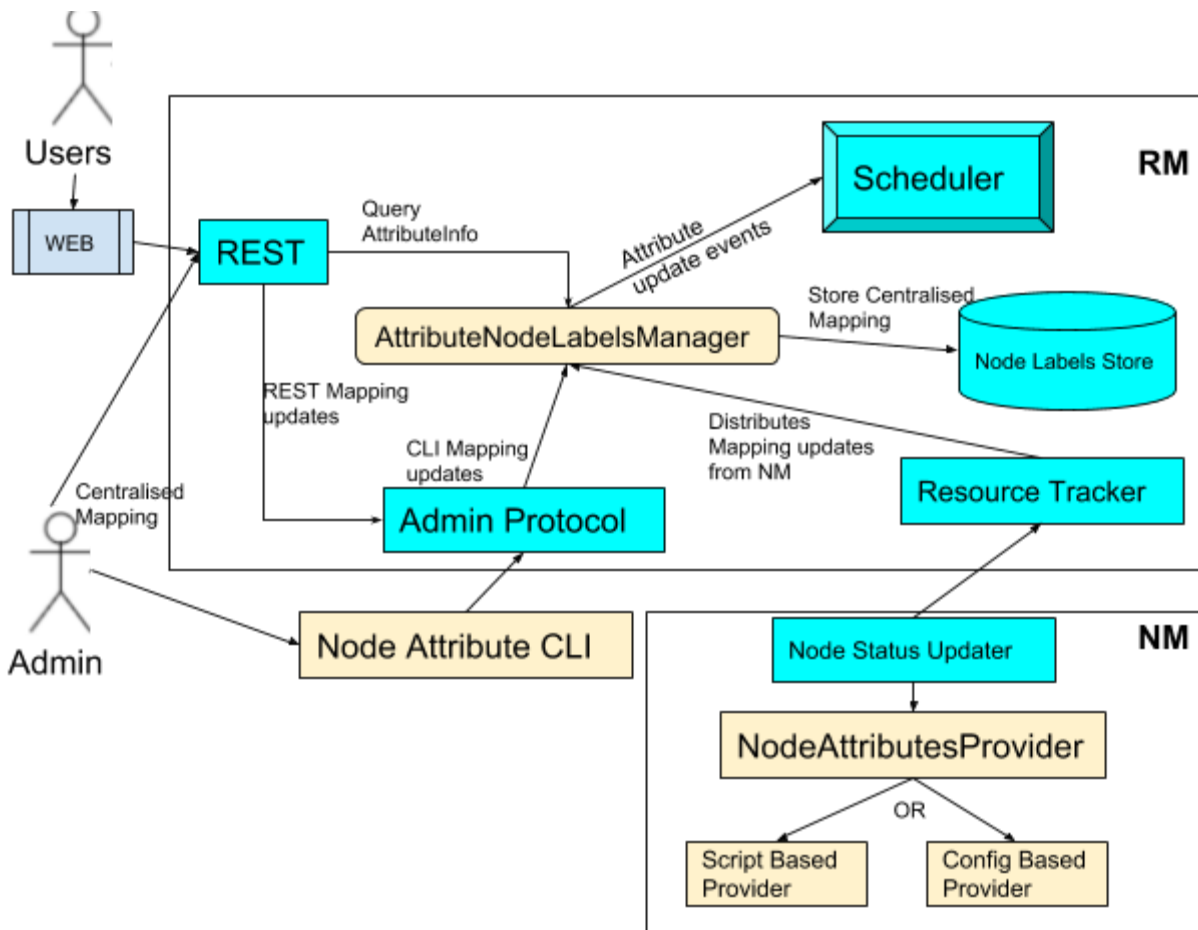 Users
RM
Scheduler
WEB
REST
Query
AttributeInfo
Attribute
update events
Store Centralised
Mapping
AttributeNodeLabelsManager
Node Labels Store
REST Mapping
updates
CLI Mapping
updates
Distributes
Mapping updates
from NM
Centralised
Mapping
Admin Protocol
Resource Tracker
Admin
Node Attribute CLI
NM
Node Status Updater
NodeAttributesProvider
OR
Script Based
Provider
Config Based
Provider